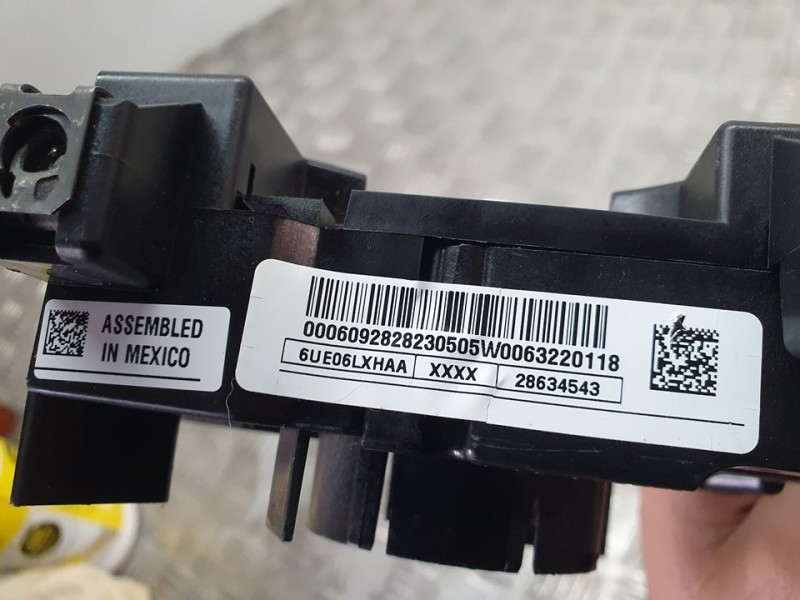 ASSEMBLED
IN MEXICO
0006092828230505W0063220118
6UE06LXHAA XXXX 28634543